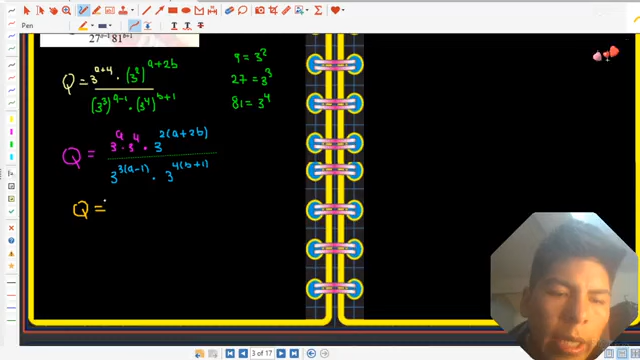 Pen
27^{a-1} 81^{b+1}
Q = 3^{a+4} · (3^2)^{a+2b} / (3^3)^{a-1} · (3^4)^{b+1}
9 = 3^2
27 = 3^3
81 = 3^4
Q = 3^a · 3^4 · 3^{2(a+2b)} / 3^{3(a-1)} · 3^{4(b+1)}
Q =
3 of 17